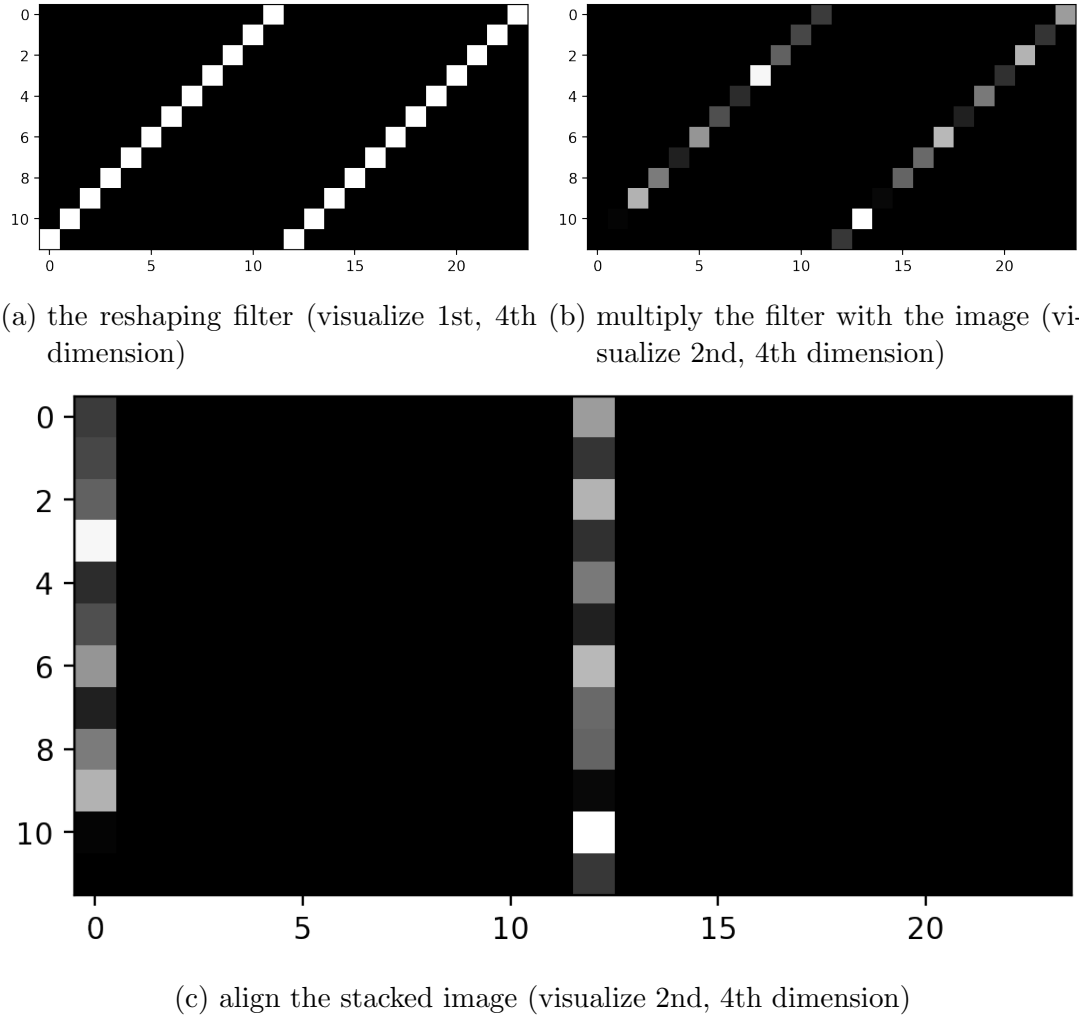 0
2
4
6
8
10
0 5 10 15 20
0
2
4
6
8
10
0 5 10 15 20
(a) the reshaping filter (visualize 1st, 4th
dimension)
(b) multiply the filter with the image (vi-
sualize 2nd, 4th dimension)
0
2
4
6
8
10
0 5 10 15 20
(c) align the stacked image (visualize 2nd, 4th dimension)